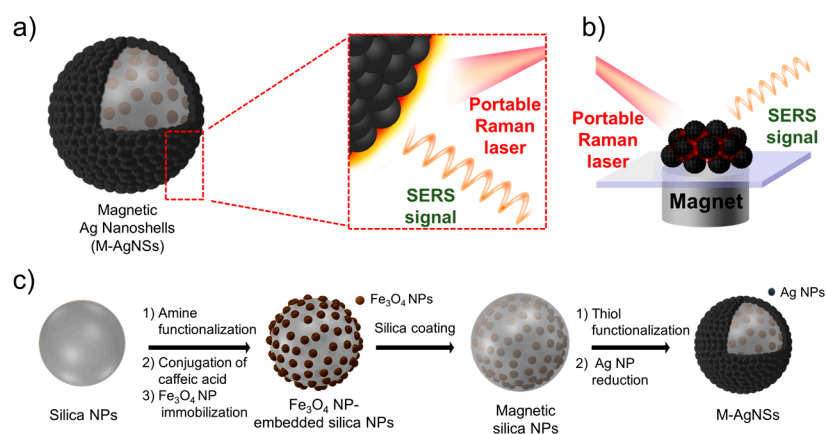 a)
Magnetic
Ag Nanoshells
(M-AgNSs)
Portable
Raman
laser
SERS
signal
b)
Portable
Raman
laser
SERS
signal
Magnet
c)
Silica NPs
1) Amine
functionalization
2) Conjugation of
caffeic acid
3) Fe₃O₄ NP
immobilization
Fe₃O₄ NPs
Fe₃O₄ NP-
embedded silica NPs
Silica coating
Magnetic
silica NPs
1) Thiol
functionalization
2) Ag NP
reduction
Ag NPs
M-AgNSs